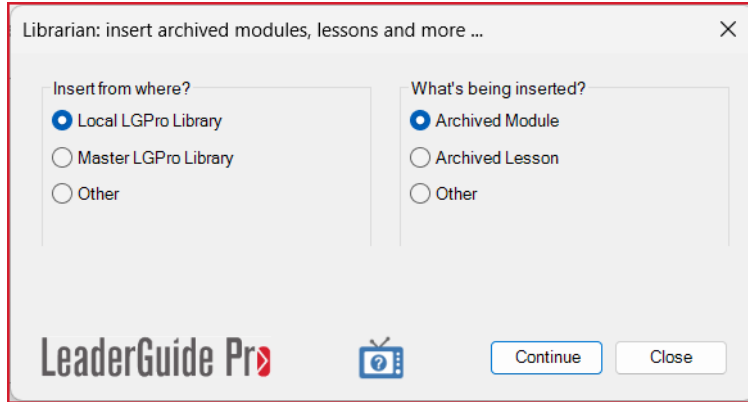 Librarian: insert archived modules, lessons and more ...
Insert from where?
Local LGPro Library
Master LGPro Library
Other
What's being inserted?
Archived Module
Archived Lesson
Other
LeaderGuide Pro
?
Continue
Close